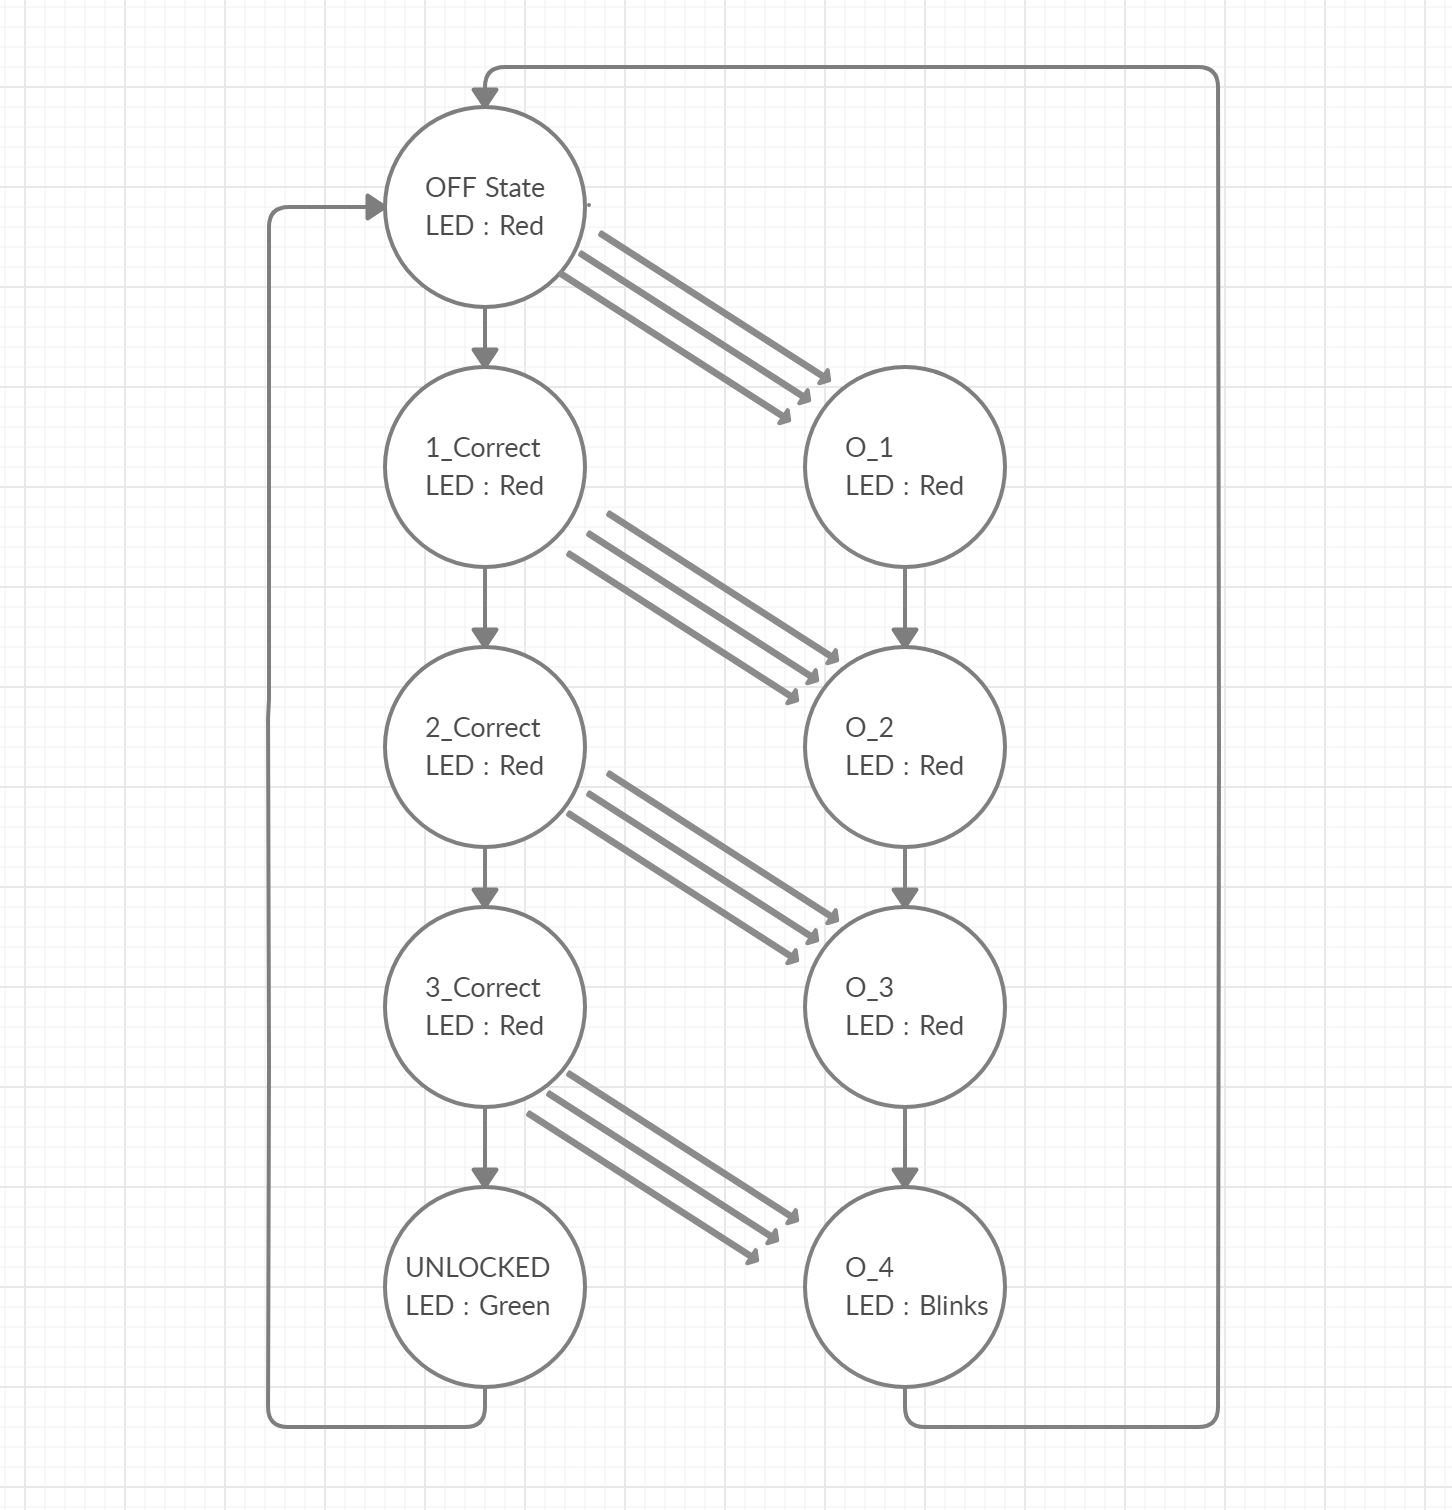 OFF State
LED : Red
1_Correct
LED : Red
O_1
LED : Red
2_Correct
LED : Red
O_2
LED : Red
3_Correct
LED : Red
O_3
LED : Red
UNLOCKED
LED : Green
O_4
LED : Blinks